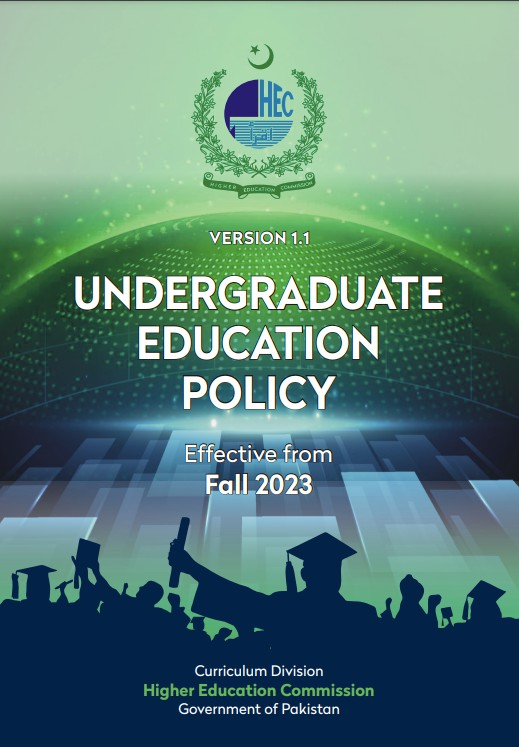 HEC
اقرأ
HIGHER EDUCATION COMMISSION
VERSION 1.1
UNDERGRADUATE
EDUCATION
POLICY
Effective from
Fall 2023
Curriculum Division
Higher Education Commission
Government of Pakistan